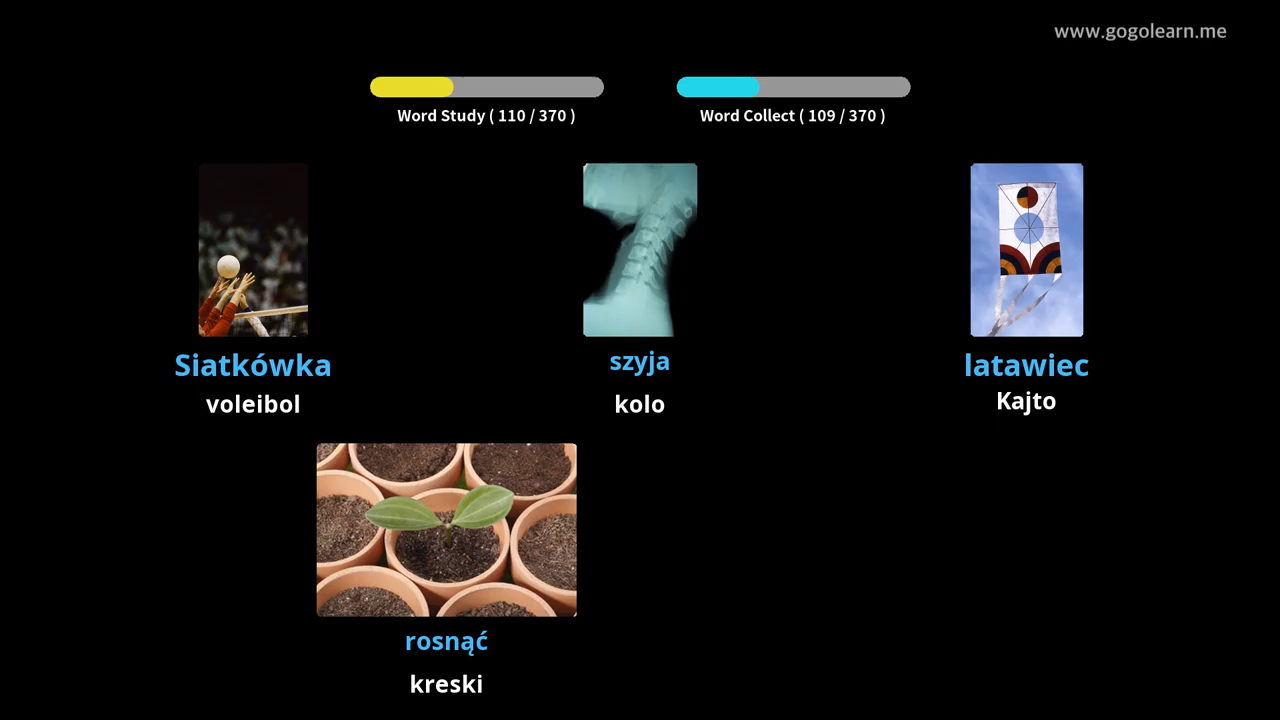 www.gogolearn.me
Word Study ( 110 / 370 )
Word Collect ( 109 / 370 )
Siatkówka
voleibol
szyja
kolo
latawiec
Kajto
rosnąć
kreski